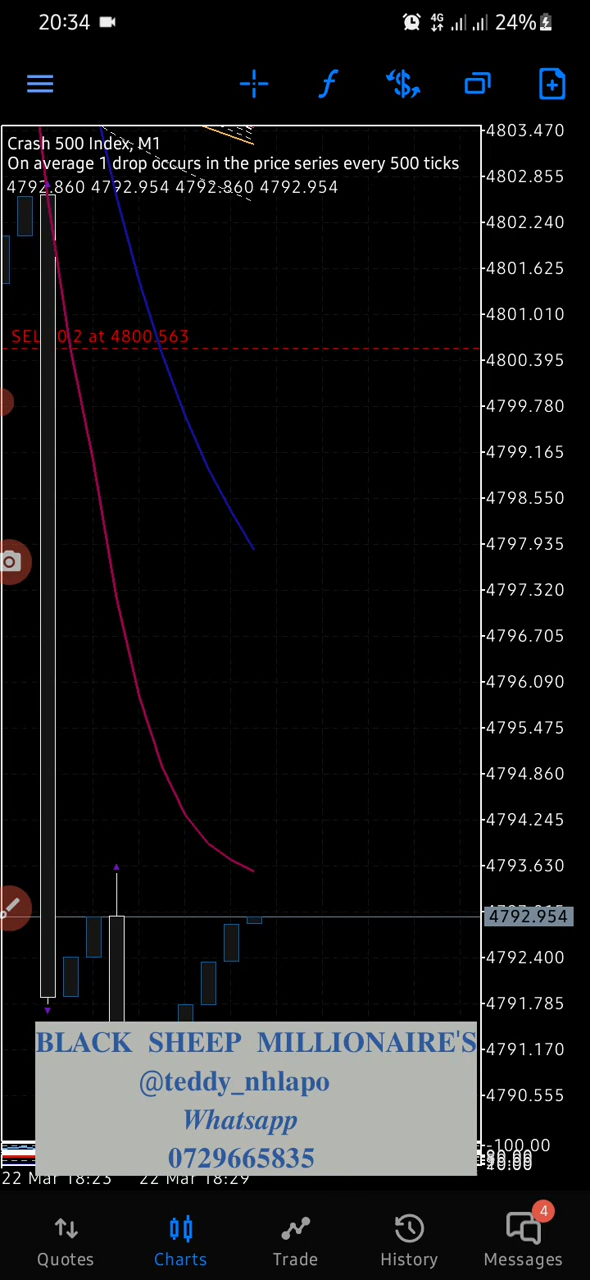 20:34 4G 24%
4803.470
Crash 500 Index, M1
On average 1 drop occurs in the price series every 500 ticks
4802.855
4792.860 4792.954 4792.860 4792.954
4802.240
4801.625
4801.010
SELL 0.2 at 4800.563
4800.395
4799.780
4799.165
4798.550
4797.935
4797.320
4796.705
4796.090
4795.475
4794.860
4794.245
4793.630
4792.954
4792.400
4791.785
4791.170
4790.555
BLACK SHEEP MILLIONAIRE'S
@teddy_nhlapo
Whatsapp
0729665835
-100.00
22 Mar 18:23 22 Mar 18:29
4
Quotes Charts Trade History Messages